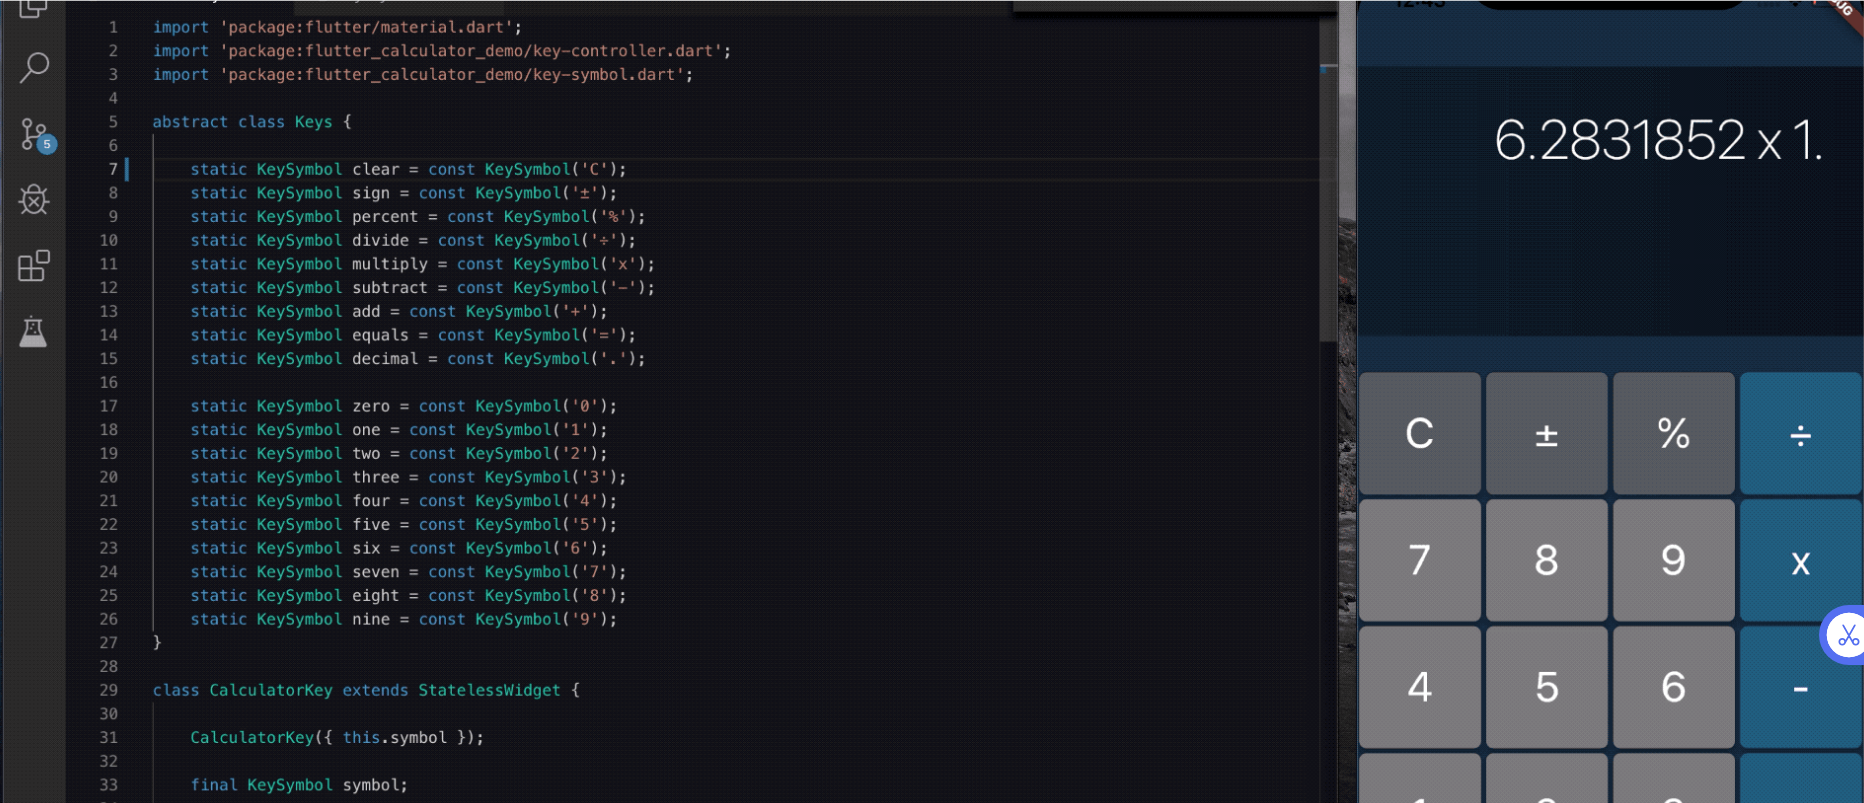 1 import 'package:flutter/material.dart';
2 import 'package:flutter_calculator_demo/key-controller.dart';
3 import 'package:flutter_calculator_demo/key-symbol.dart';
4
5 abstract class Keys {
6
7 static KeySymbol clear = const KeySymbol('C');
8 static KeySymbol sign = const KeySymbol('±');
9 static KeySymbol percent = const KeySymbol('%');
10 static KeySymbol divide = const KeySymbol('÷');
11 static KeySymbol multiply = const KeySymbol('x');
12 static KeySymbol subtract = const KeySymbol('-');
13 static KeySymbol add = const KeySymbol('+');
14 static KeySymbol equals = const KeySymbol('=');
15 static KeySymbol decimal = const KeySymbol('.');
16
17 static KeySymbol zero = const KeySymbol('0');
18 static KeySymbol one = const KeySymbol('1');
19 static KeySymbol two = const KeySymbol('2');
20 static KeySymbol three = const KeySymbol('3');
21 static KeySymbol four = const KeySymbol('4');
22 static KeySymbol five = const KeySymbol('5');
23 static KeySymbol six = const KeySymbol('6');
24 static KeySymbol seven = const KeySymbol('7');
25 static KeySymbol eight = const KeySymbol('8');
26 static KeySymbol nine = const KeySymbol('9');
27 }
28
29 class CalculatorKey extends StatelessWidget {
30
31 CalculatorKey({ this.symbol });
32
33 final KeySymbol symbol;
5
6.2831852 x 1.
C ± % ÷
7 8 9 x
4 5 6 -